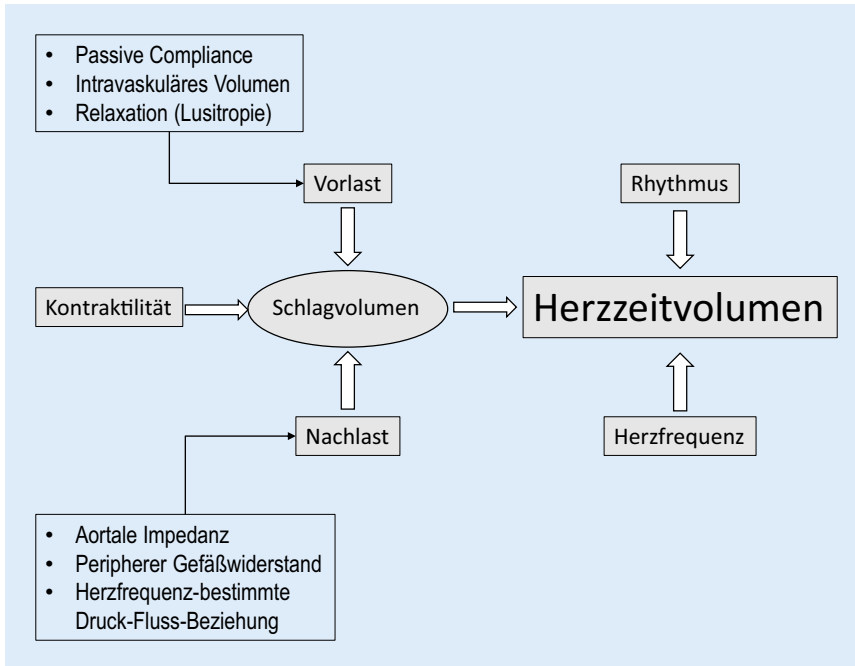 • Passive Compliance
• Intravaskuläres Volumen
• Relaxation (Lusitropie)
Vorlast
Rhythmus
Kontraktilität
Schlagvolumen
Herzzeitvolumen
Nachlast
Herzfrequenz
• Aortale Impedanz
• Peripherer Gefäßwiderstand
• Herzfrequenz-bestimmte
Druck-Fluss-Beziehung